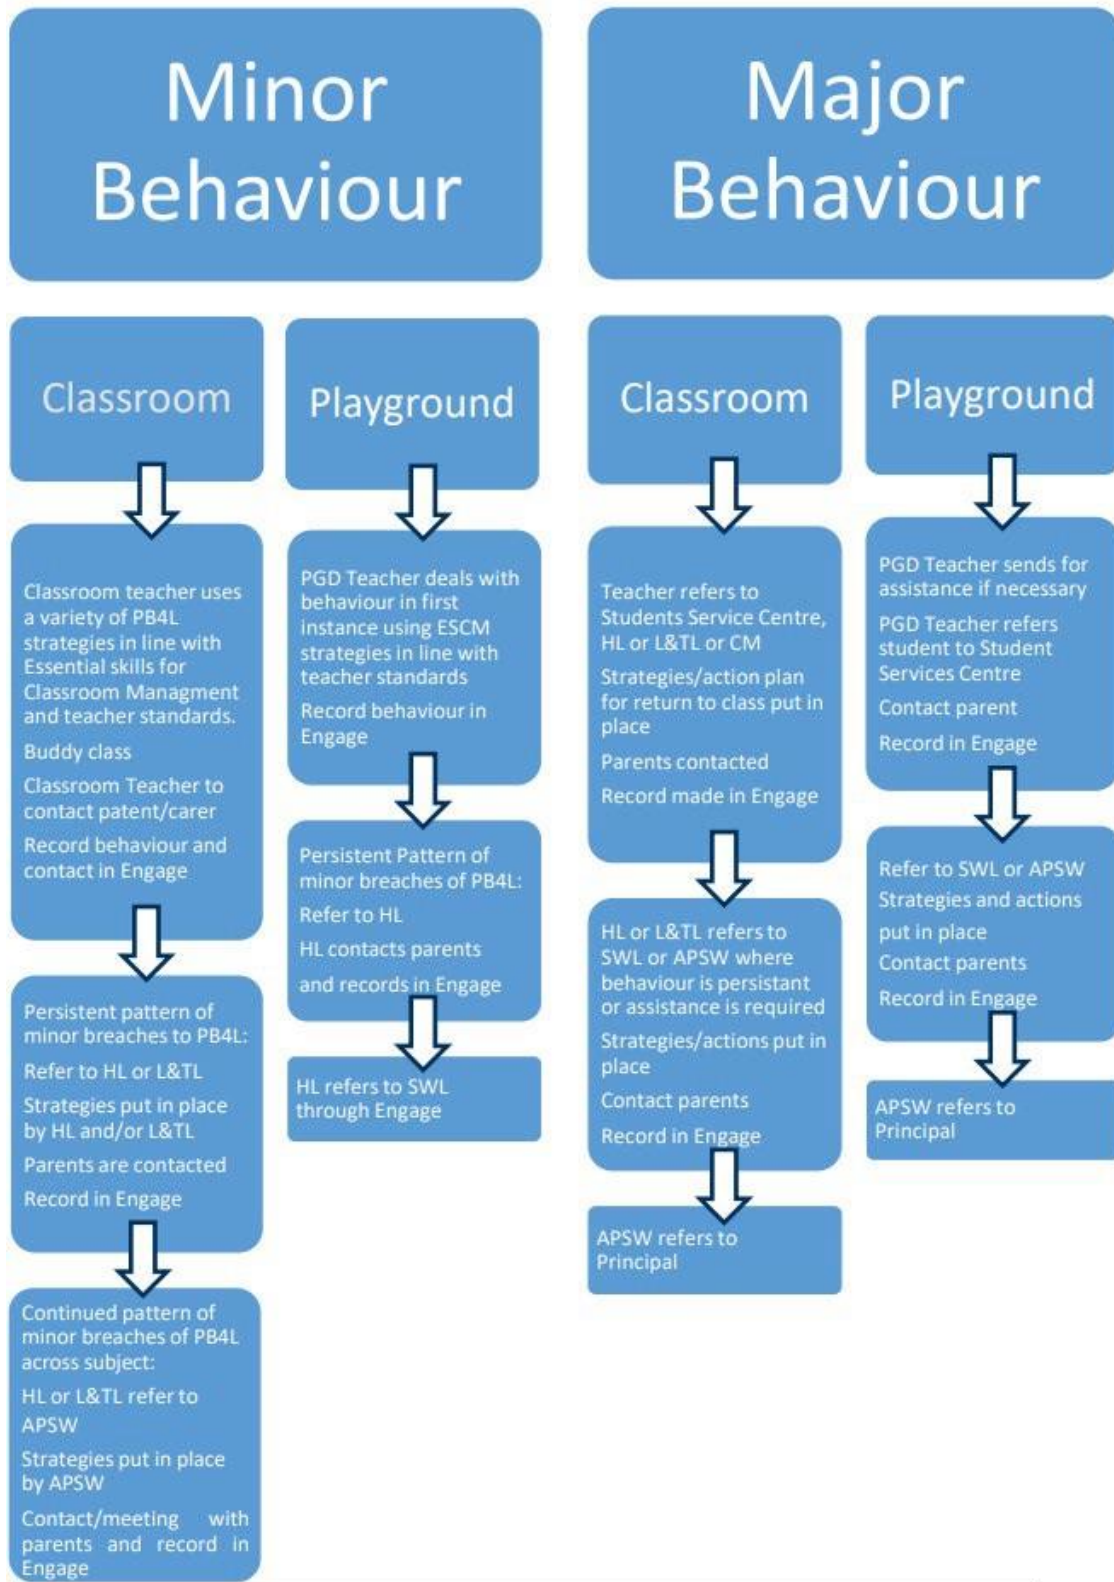 Minor
Behaviour
Major
Behaviour
Classroom
Classroom teacher uses
a variety of PB4L
strategies in line with
Essential skills for
Classroom Managment
and teacher standards.
Buddy class
Classroom Teacher to
contact patent/carer
Record behaviour and
contact in Engage
Persistent pattern of
minor breaches to PB4L:
Refer to HL or L&TL
Strategies put in place
by HL and/or L&TL
Parents are contacted
Record in Engage
Continued pattern of
minor breaches of PB4L
across subject:
HL or L&TL refer to
APSW
Strategies put in place
by APSW
Contact/meeting with
parents and record in
Engage
Playground
PGD Teacher deals with
behaviour in first
instance using ESCM
strategies in line with
teacher standards
Record behaviour in
Engage
Persistent Pattern of
minor breaches of PB4L:
Refer to HL
HL contacts parents
and records in Engage
HL refers to SWL
through Engage
Classroom
Teacher refers to
Students Service Centre,
HL or L&TL or CM
Strategies/action plan
for return to class put in
place
Parents contacted
Record made in Engage
HL or L&TL refers to
SWL or APSW where
behaviour is persistant
or assistance is required
Strategies/actions put in
place
Contact parents
Record in Engage
APSW refers to
Principal
Playground
PGD Teacher sends for
assistance if necessary
PGD Teacher refers
student to Student
Services Centre
Contact parent
Record in Engage
Refer to SWL or APSW
Strategies and actions
put in place
Contact parents
Record in Engage
APSW refers to
Principal